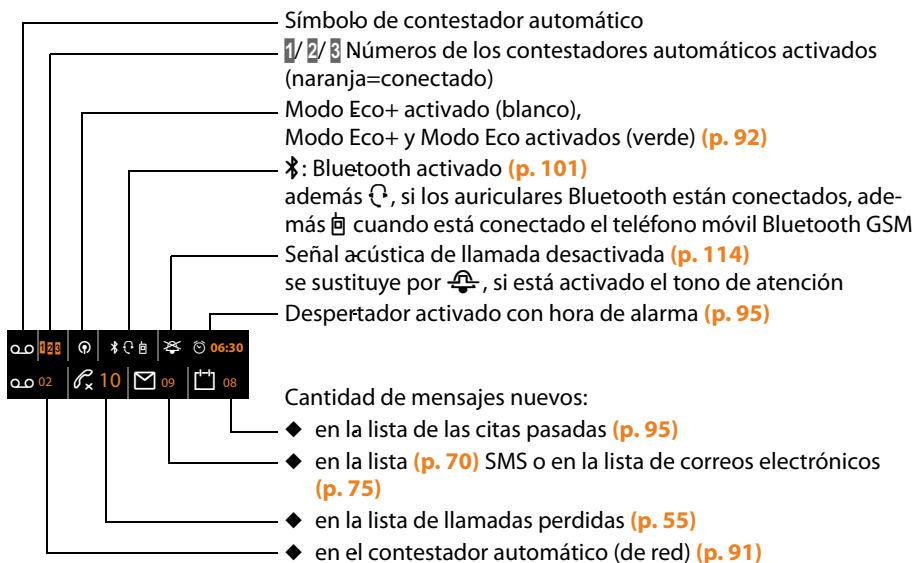 Símbolo de contestador automático
1/ 2/ 3 Números de los contestadores automáticos activados
(naranja=conectado)
Modo Eco+ activado (blanco),
Modo Eco+ y Modo Eco activados (verde) (p. 92)
: Bluetooth activado (p. 101)
además , si los auriculares Bluetooth están conectados, ade-
más cuando está conectado el teléfono móvil Bluetooth GSM
Señal acústica de llamada desactivada (p. 114)
se sustituye por , si está activado el tono de atención
Despertador activado con hora de alarma (p. 95)
1 2 3 06:30
02 10 09 08
Cantidad de mensajes nuevos:
◆ en la lista de las citas pasadas (p. 95)
◆ en la lista (p. 70) SMS o en la lista de correos electrónicos
(p. 75)
◆ en la lista de llamadas perdidas (p. 55)
◆ en el contestador automático (de red) (p. 91)